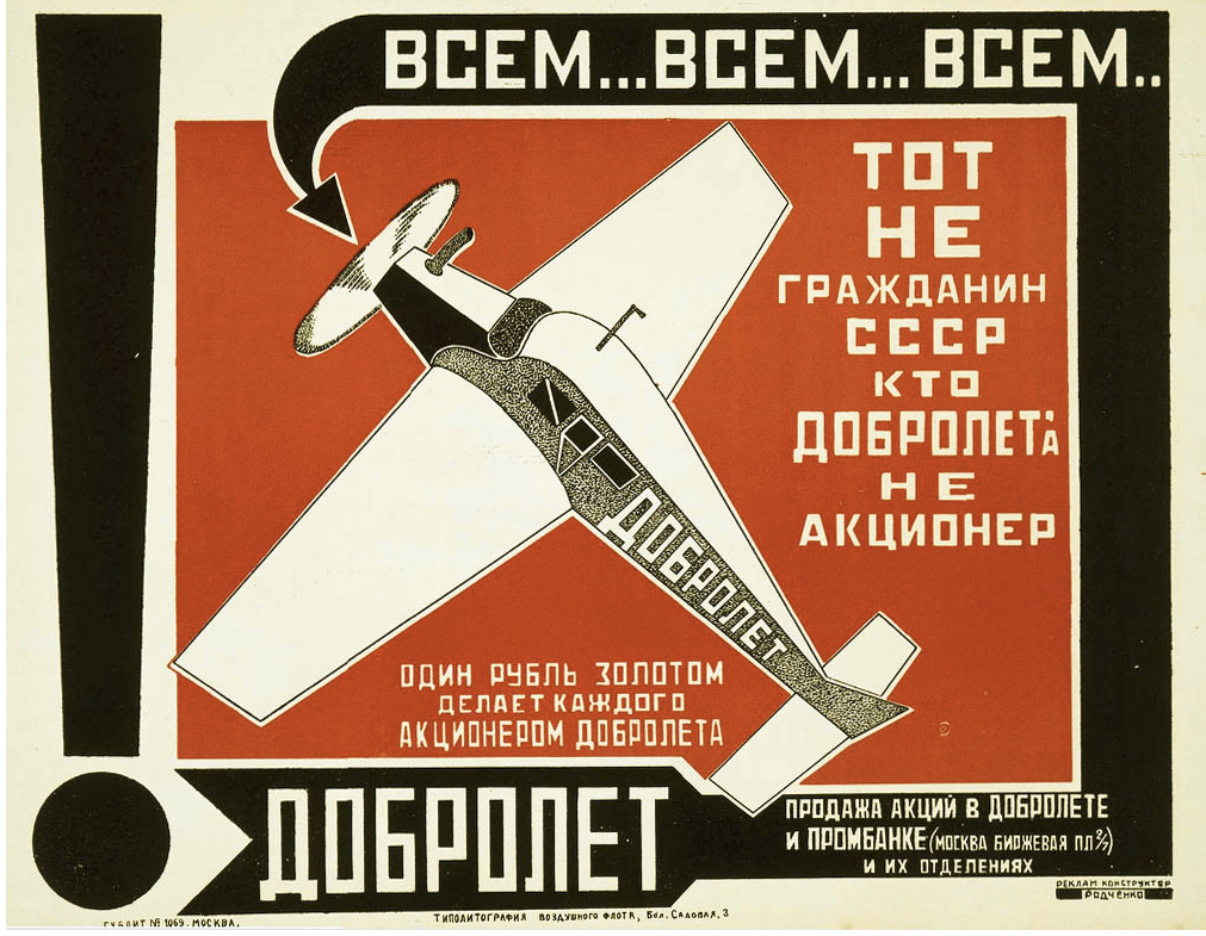 ВСЕМ...ВСЕМ...ВСЕМ..
ТОТ
НЕ
ГРАЖДАНИН
СССР
КТО
ДОБРОЛЕТ'А
НЕ
АКЦИОНЕР
ДОБРОЛЕТ
ОДИН РУБЛЬ ЗОЛОТОМ
ДЕЛАЕТ КАЖДОГО
АКЦИОНЕРОМ ДОБРОЛЕТА
ДОБРОЛЕТ
ПРОДАЖА АКЦИЙ В ДОБРОЛЕТЕ
И ПРОМБАНКЕ (МОСКВА БИРЖЕВАЯ ПЛ 2/7)
И ИХ ОТДЕЛЕНИЯХ
РЕКЛАМ КОНСТРУКТОР
РОДЧЕНКО
ГУБЛИТ № 1069. МОСКВА.
ТИПОЛИТОГРАФИЯ ВОЗДУШНОГО ФЛОТА, Бол. Садовая, 3